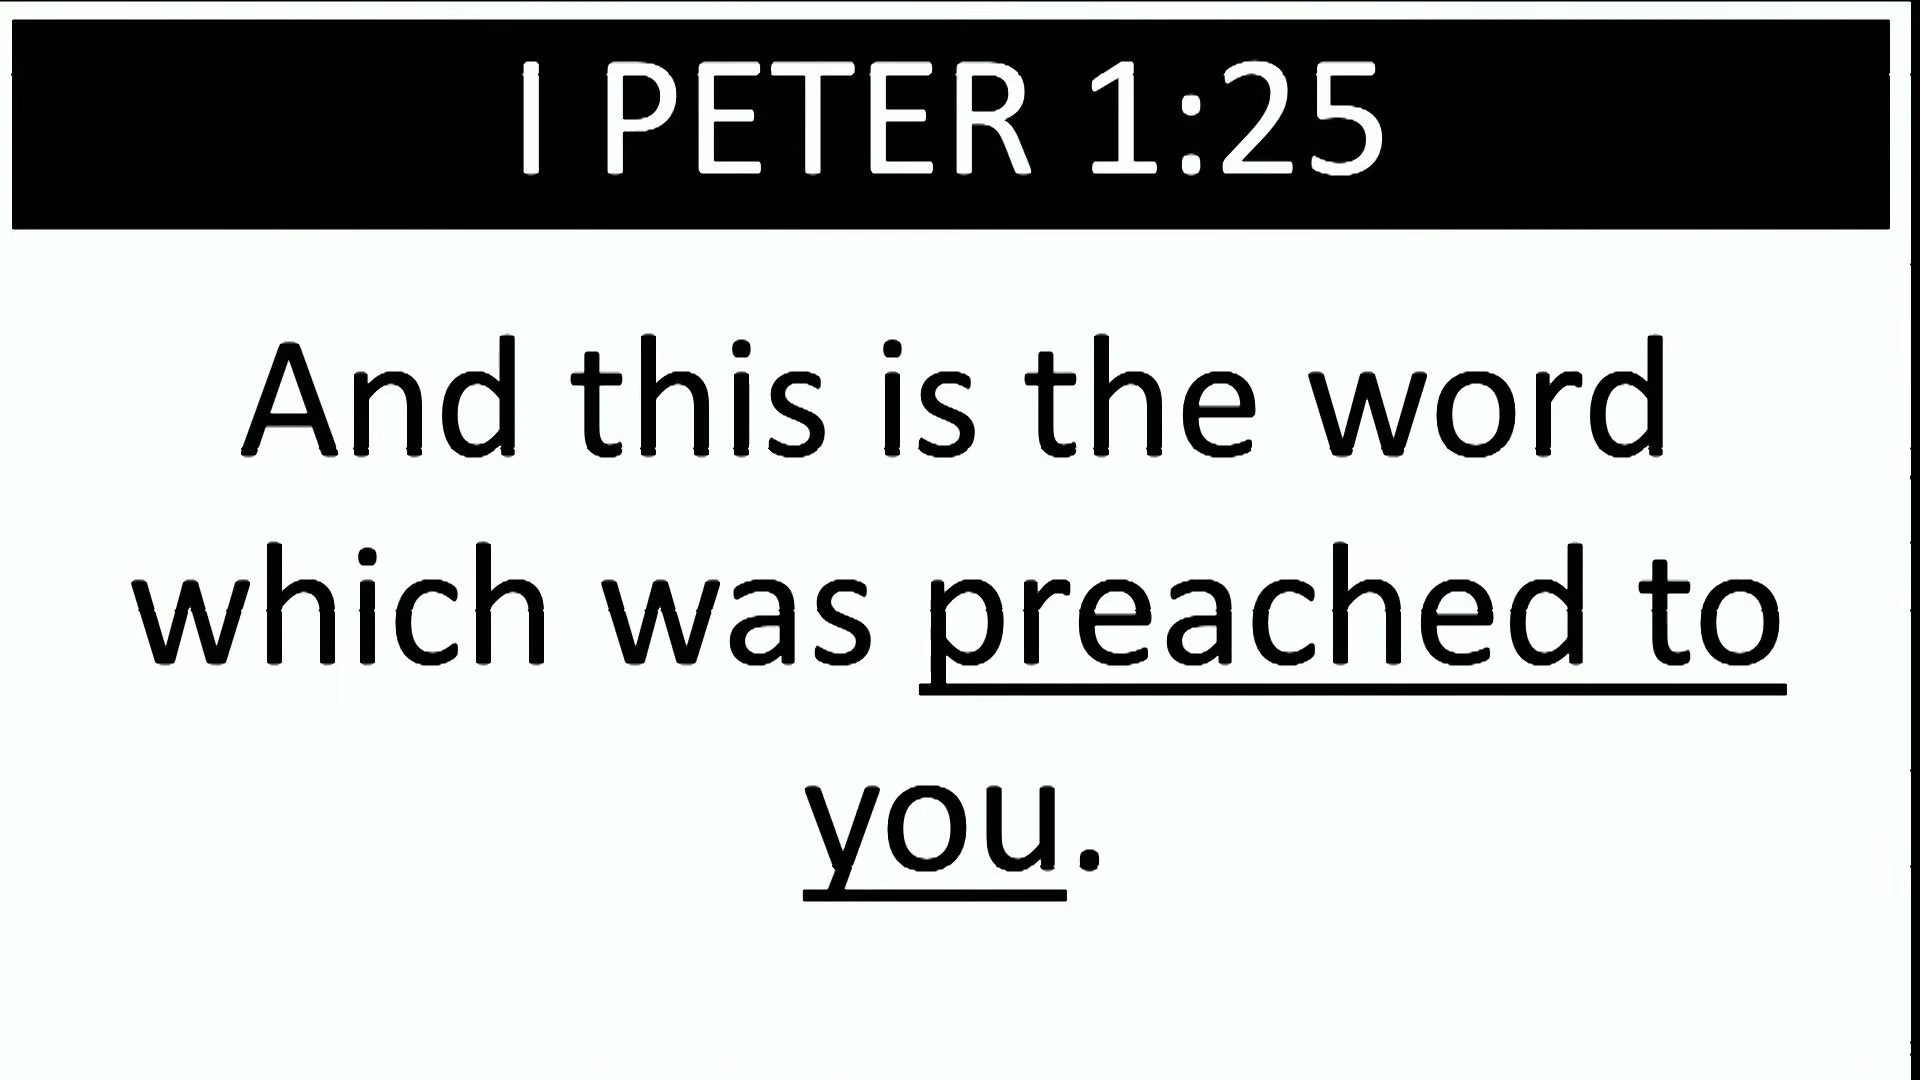 I PETER 1:25
And this is the word
which was preached to
you.